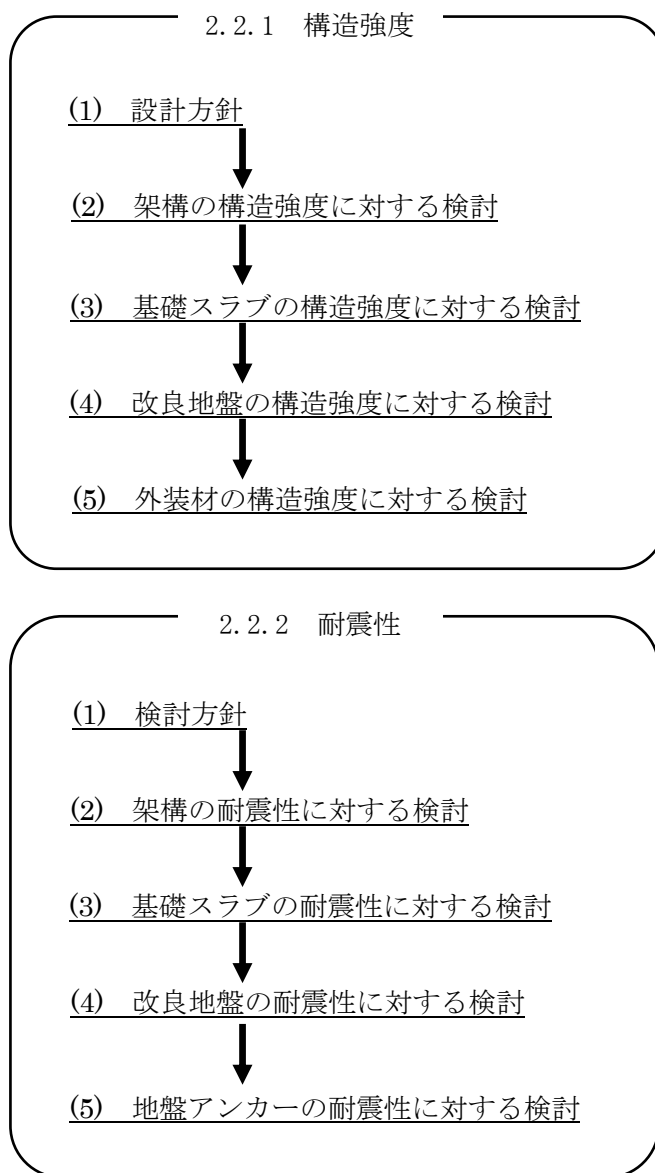 2.2.1 構造強度
(1) 設計方針
(2) 架構の構造強度に対する検討
(3) 基礎スラブの構造強度に対する検討
(4) 改良地盤の構造強度に対する検討
(5) 外装材の構造強度に対する検討
2.2.2 耐震性
(1) 検討方針
(2) 架構の耐震性に対する検討
(3) 基礎スラブの耐震性に対する検討
(4) 改良地盤の耐震性に対する検討
(5) 地盤アンカーの耐震性に対する検討